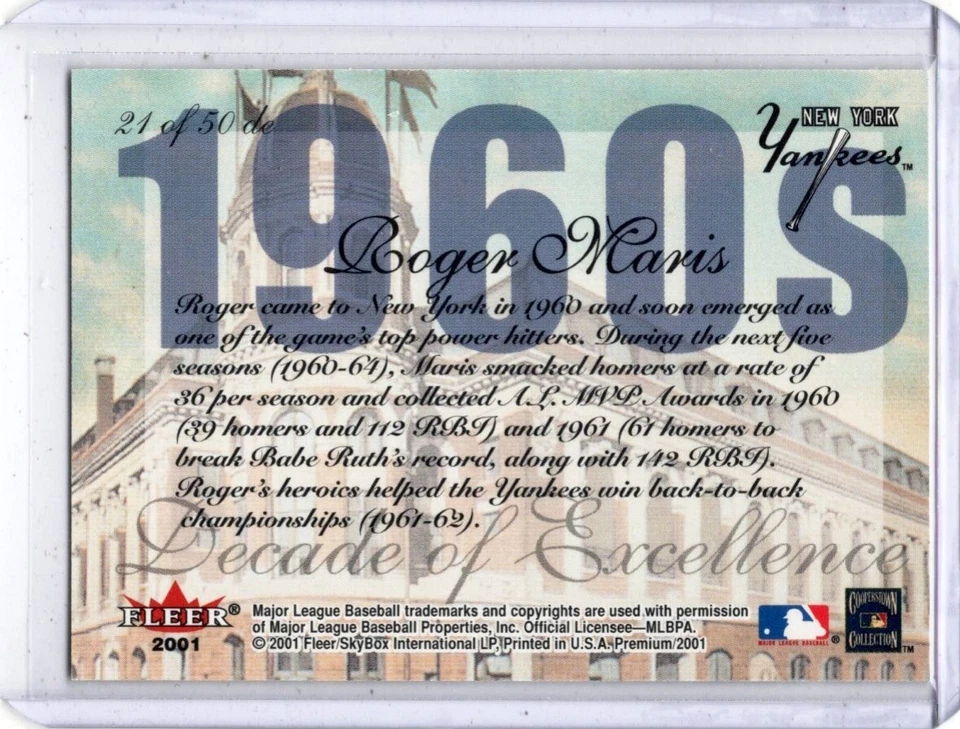 21 of 50 de
1960s
NEW YORK
Yankees™
Roger Maris
Roger came to New York in 1960 and soon emerged as
one of the game's top power hitters. During the next five
seasons (1960-64), Maris smacked homers at a rate of
36 per season and collected A.L. MVP Awards in 1960
(39 homers and 112 RBI) and 1961 (61 homers to
break Babe Ruth's record, along with 142 RBI).
Roger's heroics helped the Yankees win back-to-back
championships (1961-62).
Decade of Excellence
FLEER®
2001
Major League Baseball trademarks and copyrights are used with permission
of Major League Baseball Properties, Inc. Official Licensee—MLBPA.
© 2001 Fleer/SkyBox International LP, Printed in U.S.A. Premium/2001
MAJOR LEAGUE BASEBALL ®
COOPERSTOWN
COLLECTION™